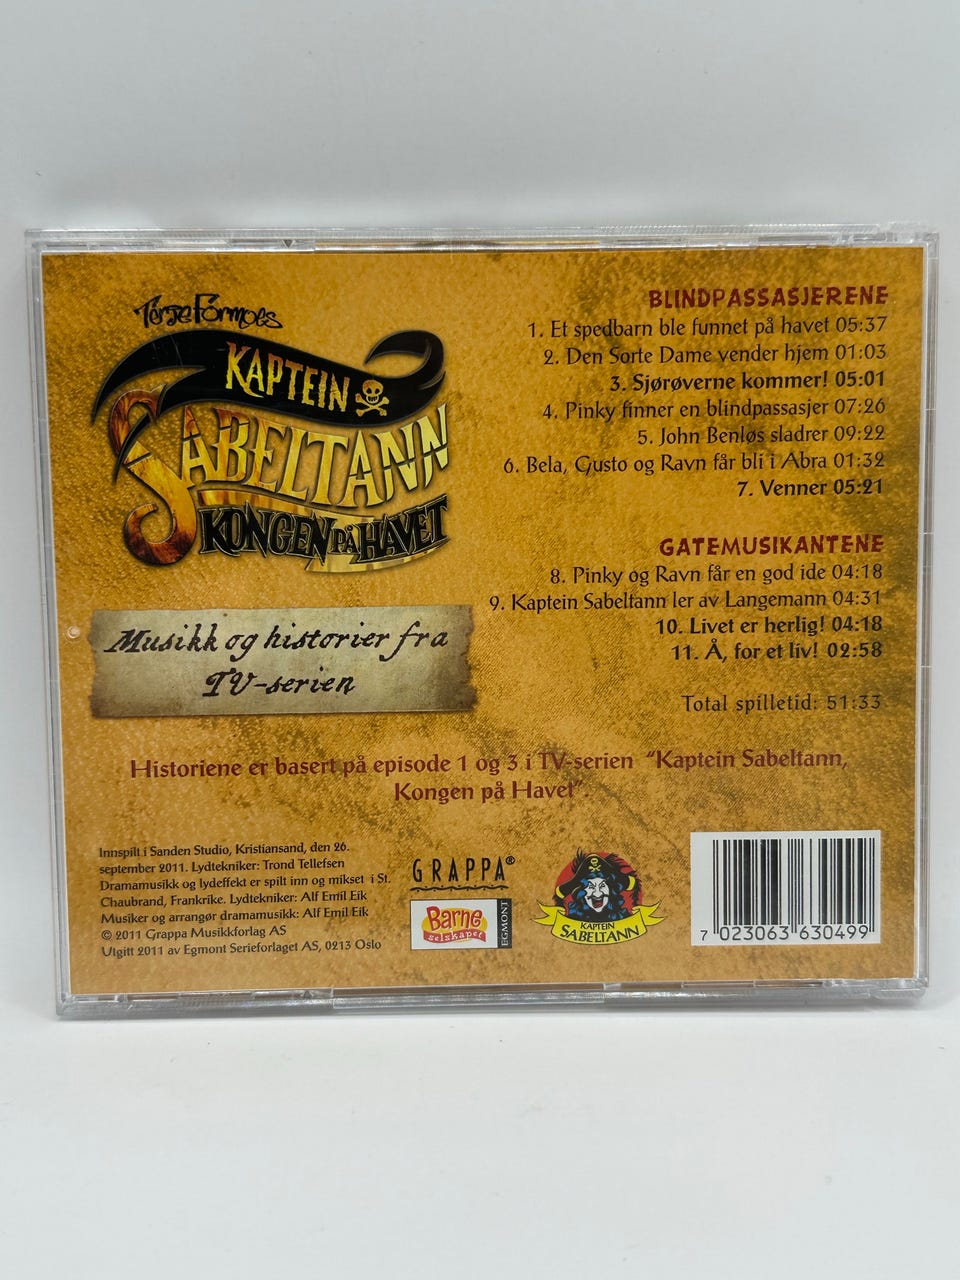 Terje Formoes
KAPTEIN
SABELTANN
KONGEN PÅ HAVET
Musikk og historier fra
TV-serien
BLINDPASSASJERENE
1. Et spedbarn ble funnet på havet 05:37
2. Den Sorte Dame vender hjem 01:03
3. Sjørøverne kommer! 05:01
4. Pinky finner en blindpassasjer 07:26
5. John Benløs sladrer 09:22
6. Bela, Gusto og Ravn får bli i Abra 01:32
7. Venner 05:21
GATEMUSIKANTENE
8. Pinky og Ravn får en god ide 04:18
9. Kaptein Sabeltann ler av Langemann 04:31
10. Livet er herlig! 04:18
11. Å, for et liv! 02:58
Total spilletid: 51:33
Historiene er basert på episode 1 og 3 i TV-serien "Kaptein Sabeltann,
Kongen på Havet".
Innspilt i Sanden Studio, Kristiansand, den 26.
september 2011. Lydtekniker: Trond Tellefsen
Dramamusikk og lydeffekt er spilt inn og mikset i St.
Chaubrand, Frankrike. Lydtekniker: Alf Emil Eik
Musiker og arrangør dramamusikk: Alf Emil Eik
© 2011 Grappa Musikkforlag AS
Utgitt 2011 av Egmont Serieforlaget AS, 0213 Oslo
GRAPPA®
Barne
selskapet
EGMONT
KAPTEIN
SABELTANN
7 023063 630499